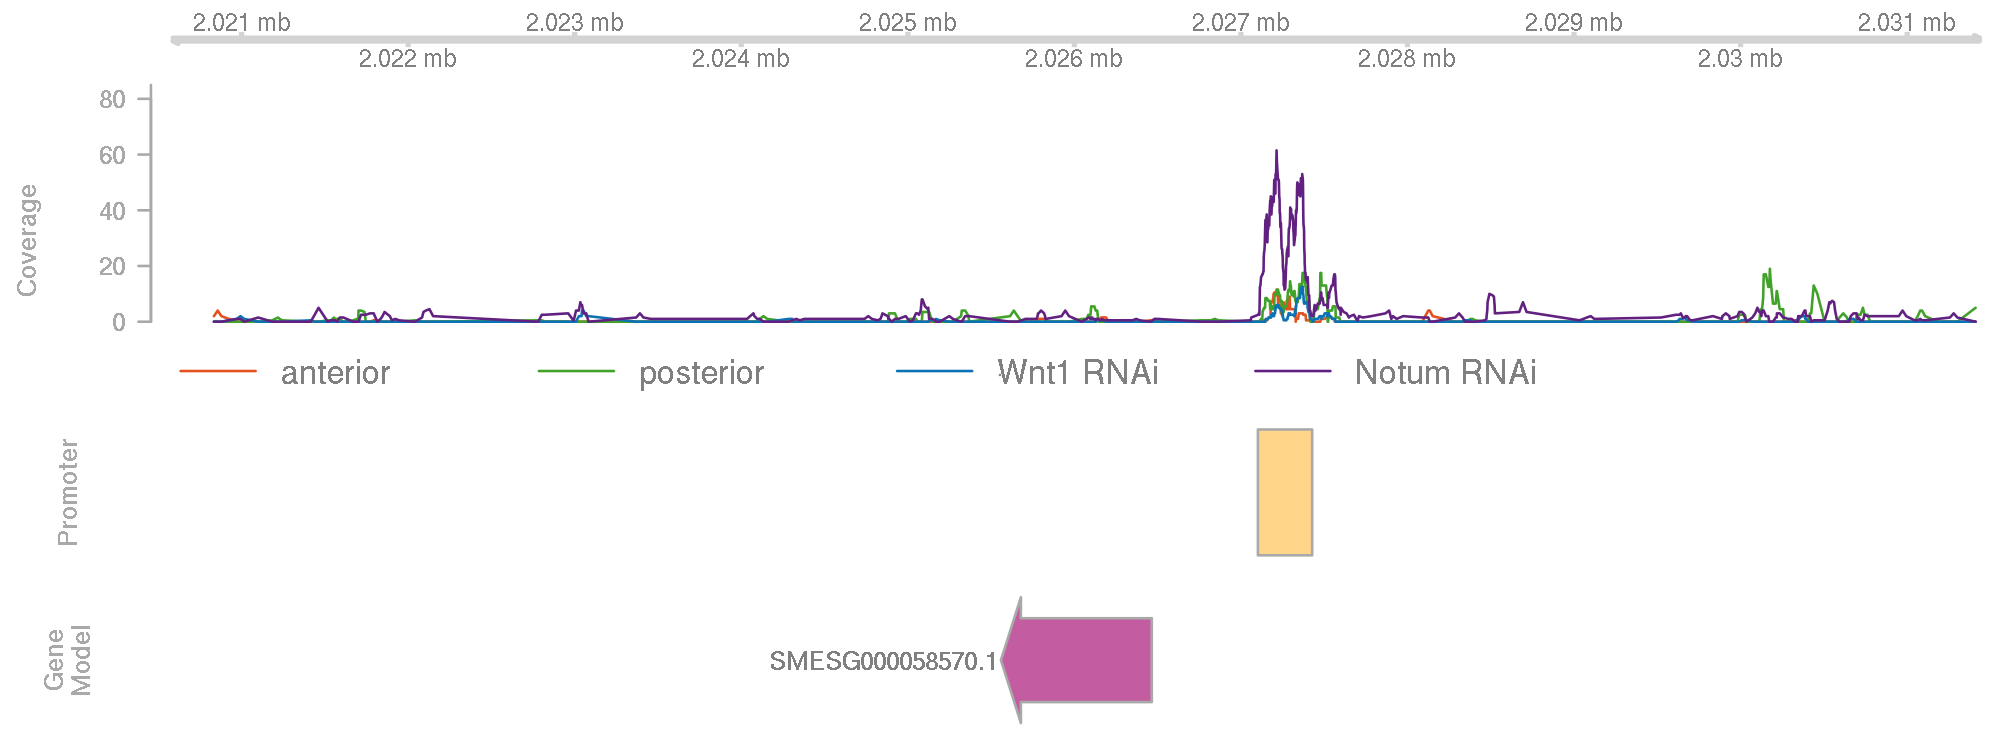 2.021 mb 2.023 mb 2.025 mb 2.027 mb 2.029 mb 2.031 mb
2.022 mb 2.024 mb 2.026 mb 2.028 mb 2.03 mb
Coverage
80
60
40
20
0
anterior posterior Wnt1 RNAi Notum RNAi
Promoter
Gene
Model
SMESG000058570.1